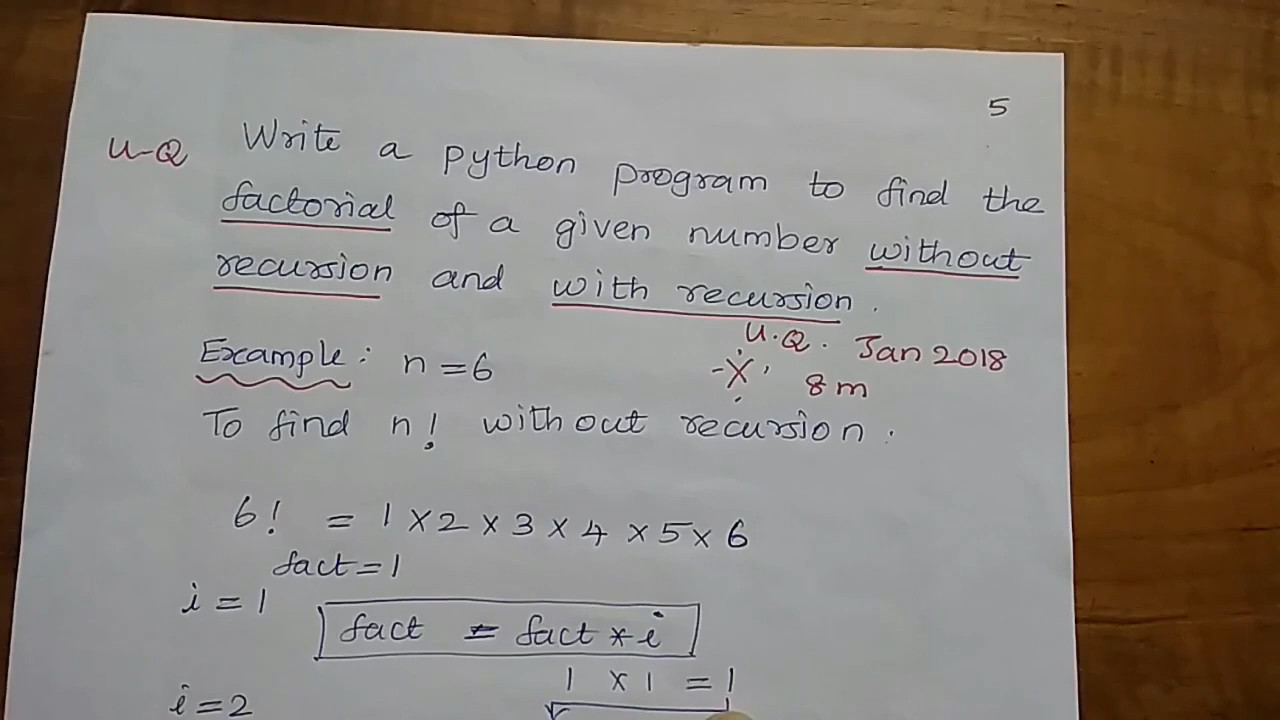 5
U-Q Write a python program to find the
factorial of a given number without
recursion and with recursion.
U.Q. Jan 2018
Example: n=6
8m
To find n! without recursion.
6! = 1 x 2 x 3 x 4 x 5 x 6
fact = 1
i = 1
fact = fact * i
1 x 1 = 1
i = 2